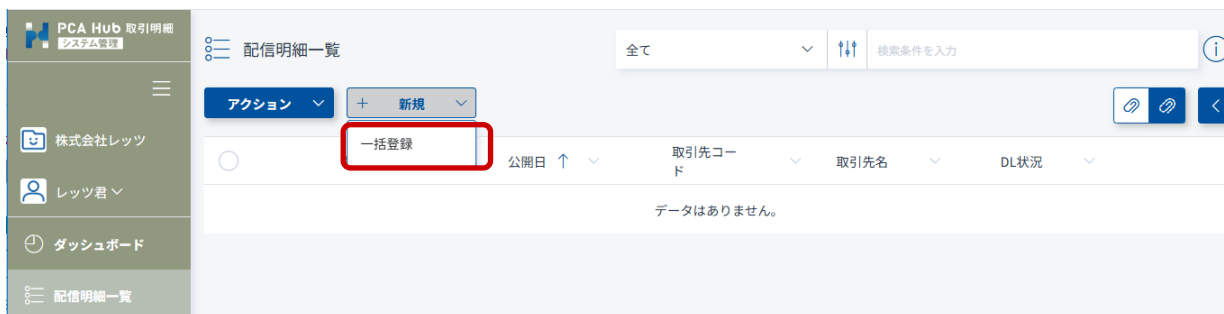 PCA Hub 取引明細
システム管理
配信明細一覧
全て
検索条件を入力
アクション
新規
一括登録
株式会社レッツ
公開日
取引先コー
ド
取引先名
DL状況
レッツ君
データはありません。
ダッシュボード
配信明細一覧